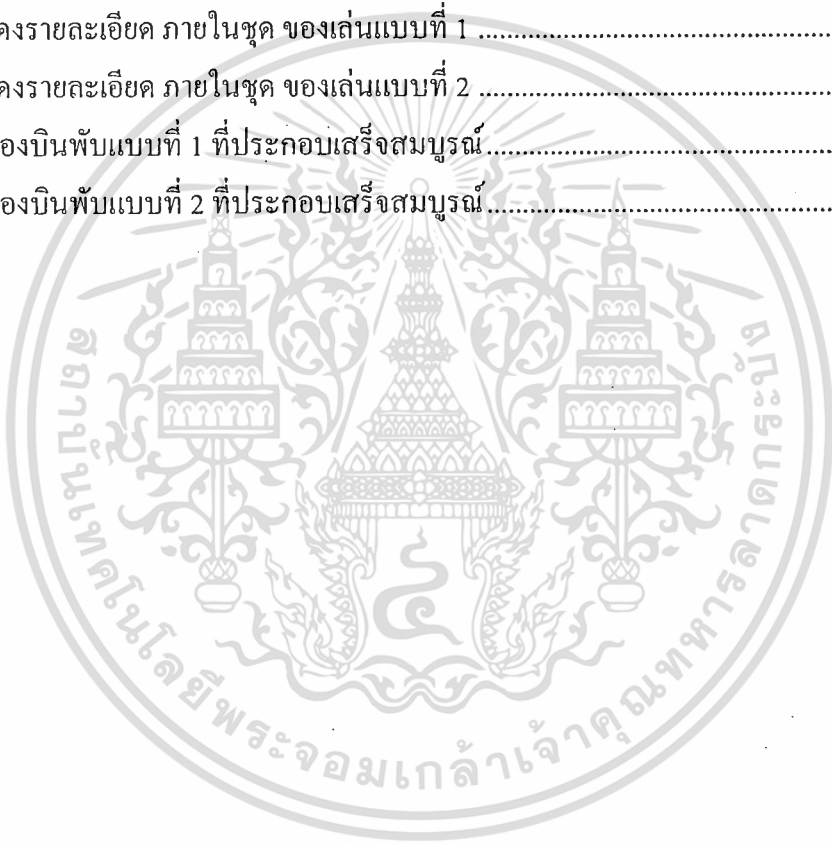 ดงรายละเอียด ภายในชุด ของเล่นแบบที่ 1 ........................................................
ดงรายละเอียด ภายในชุด ของเล่นแบบที่ 2 ........................................................
องบินพับแบบที่ 1 ที่ประกอบเสร็จสมบูรณ์........................................................
องบินพับแบบที่ 2 ที่ประกอบเสร็จสมบูรณ์........................................................
สถาบันเทคโนโลยีพระจอมเกล้าเจ้าคุณทหารลาดกระบัง
๔